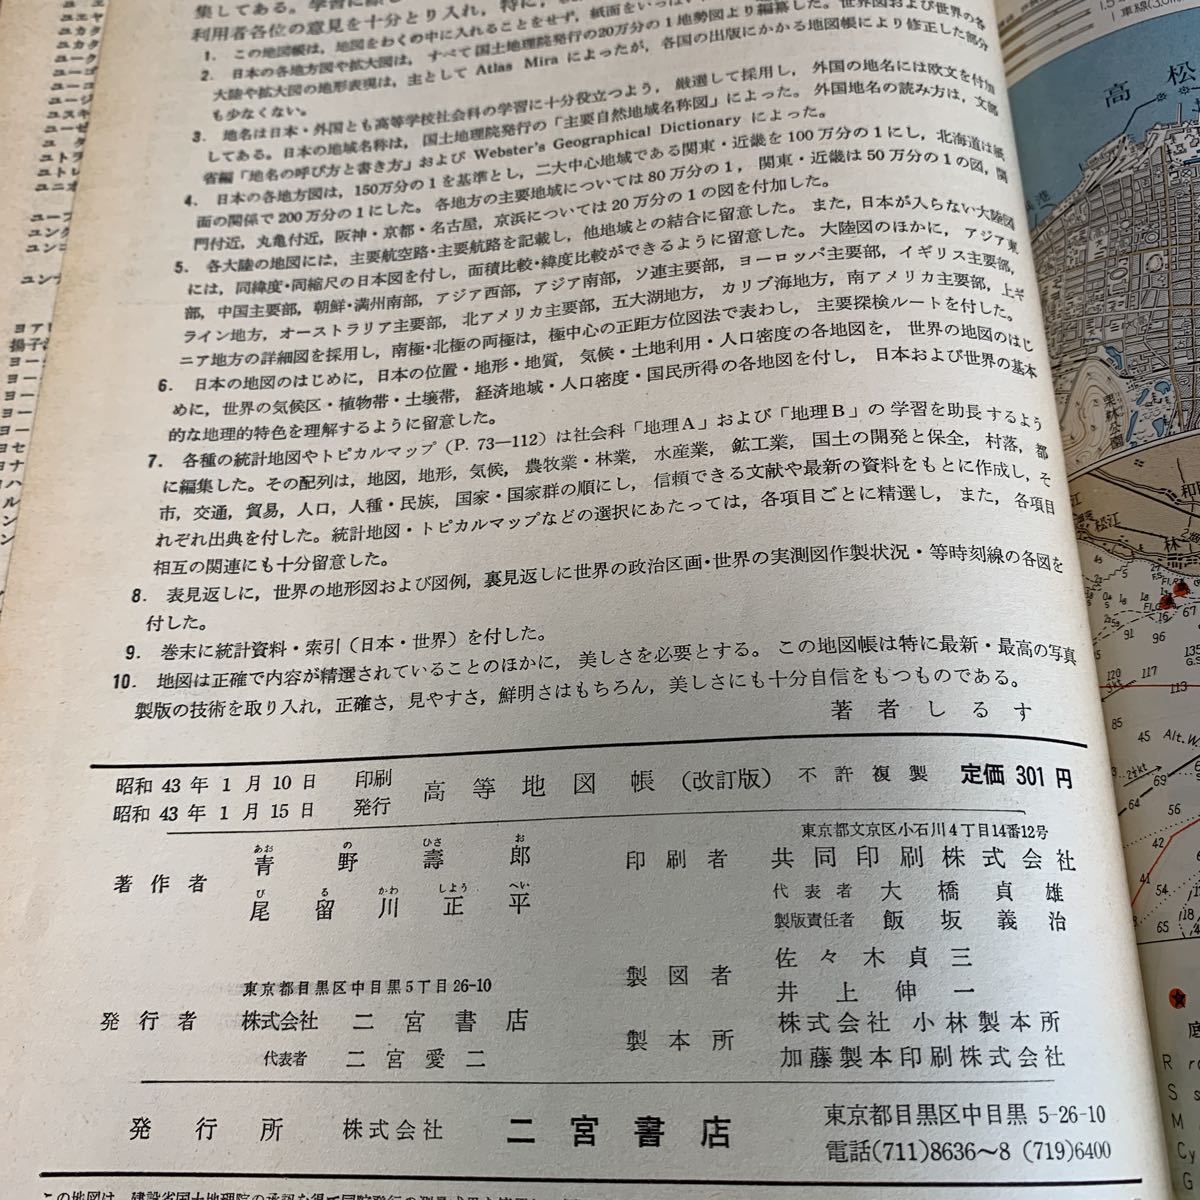 集してある。学習に際し
利用者各位の意見を十分とり入れ，特に，
1. この地図帳は，地図をわくの中に入れることをせず，紙面をいっぱい
2. 日本の各地方図や拡大図は，すべて国土地理院発行の20万分の1地勢図より編纂した。世界図および世界の各
大陸や拡大図の地形表現は，主として Atlas Mira によったが，各国の出版にかかる地図帳により修正した部分
も少なくない。
3. 地名は日本・外国とも高等学校社会科の学習に十分役立つよう，厳選して採用し，外国の地名には欧文を付加
してある。日本の地域名称は，国土地理院発行の「主要自然地域名称図」によった。外国地名の読み方は，文部
省編「地名の呼び方と書き方」および Webster's Geographical Dictionary によった。
4. 日本の各地方図は，150万分の1を基準とし，二大中心地域である関東・近畿を100万分の1にし，北海道は紙
面の関係で200万分の1にした。各地方の主要地域については80万分の1，関東・近畿は50万分の1の図，関
門付近，丸亀付近，阪神・京都・名古屋，京浜については20万分の1の図を付加した。
5. 各大陸の地図には，主要航空路・主要航路を記載し，他地域との結合に留意した。また，日本が入らない大陸図
には，同緯度・同縮尺の日本図を付し，面積比較・緯度比較ができるように留意した。大陸図のほかに，アジア東
部，中国主要部，朝鮮・満州南部，アジア西部，アジア南部，ソ連主要部，ヨーロッパ主要部，イギリス主要部，
ライン地方，オーストラリア主要部，北アメリカ主要部，五大湖地方，カリブ海地方，南アメリカ主要部，上ギ
ニア地方の詳細図を採用し，南極・北極の両極は，極中心の正距方位図法で表わし，主要探検ルートを付した。
6. 日本の地図のはじめに，日本の位置・地形・地質，気候・土地利用・人口密度の各地図を，世界の地図のはじ
めに，世界の気候区・植物帯・土壌帯，経済地域・人口密度・国民所得の各地図を付し，日本および世界の基本
的な地理的特色を理解するように留意した。
7. 各種の統計地図やトピカルマップ（P. 73―112）は社会科「地理A」および「地理B」の学習を助長するよう
に編集した。その配列は，地図，地形，気候，農牧業・林業，水産業，鉱工業，国土の開発と保全，村落，都
市，交通，貿易，人口，人種・民族，国家・国家群の順にし，信頼できる文献や最新の資料をもとに作成し，そ
れぞれ出典を付した。統計地図・トピカルマップなどの選択にあたっては，各項目ごとに精選し，また，各項目
相互の関連にも十分留意した。
8. 表見返しに，世界の地形図および図例，裏見返しに世界の政治区画・世界の実測図作製状況・等時刻線の各図を
付した。
9. 巻末に統計資料・索引（日本・世界）を付した。
10. 地図は正確で内容が精選されていることのほかに，美しさを必要とする。この地図帳は特に最新・最高の写真
製版の技術を取り入れ，正確さ，見やすさ，鮮明さはもちろん，美しさにも十分自信をもつものである。
著者しるす
昭和43年1月10日 印刷
昭和43年1月15日 発行
高等地図帳（改訂版）
不許複製 定価 301円
著作者
あお の ひさ お
青野壽郎
び る かわ しよう へい
尾留川正平
東京都目黒区中目黒5丁目26-10
発行者 株式会社 二宮書店
代表者 二宮愛二
東京都文京区小石川4丁目14番12号
印刷者 共同印刷株式会社
代表者 大橋貞雄
製版責任者 飯坂義治
製図者 佐々木貞三
井上伸一
製本所 株式会社 小林製本所
加藤製本印刷株式会社
発行所 株式会社 二宮書店
東京都目黒区中目黒 5-26-10
電話(711)8636〜8 (719)6400
高松
栗林公園
松江
林